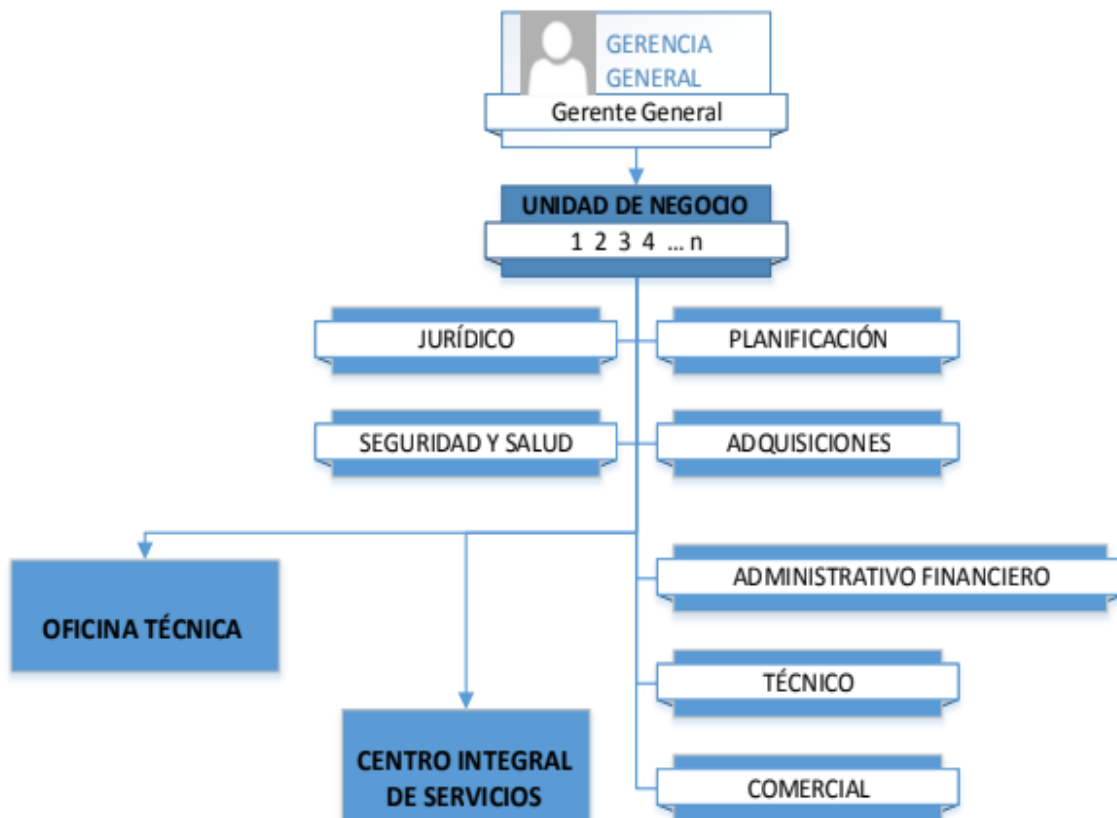 GERENCIA
GENERAL
Gerente General
UNIDAD DE NEGOCIO
1 2 3 4 ... n
JURÍDICO
PLANIFICACIÓN
SEGURIDAD Y SALUD
ADQUISICIONES
OFICINA TÉCNICA
ADMINISTRATIVO FINANCIERO
TÉCNICO
CENTRO INTEGRAL
DE SERVICIOS
COMERCIAL